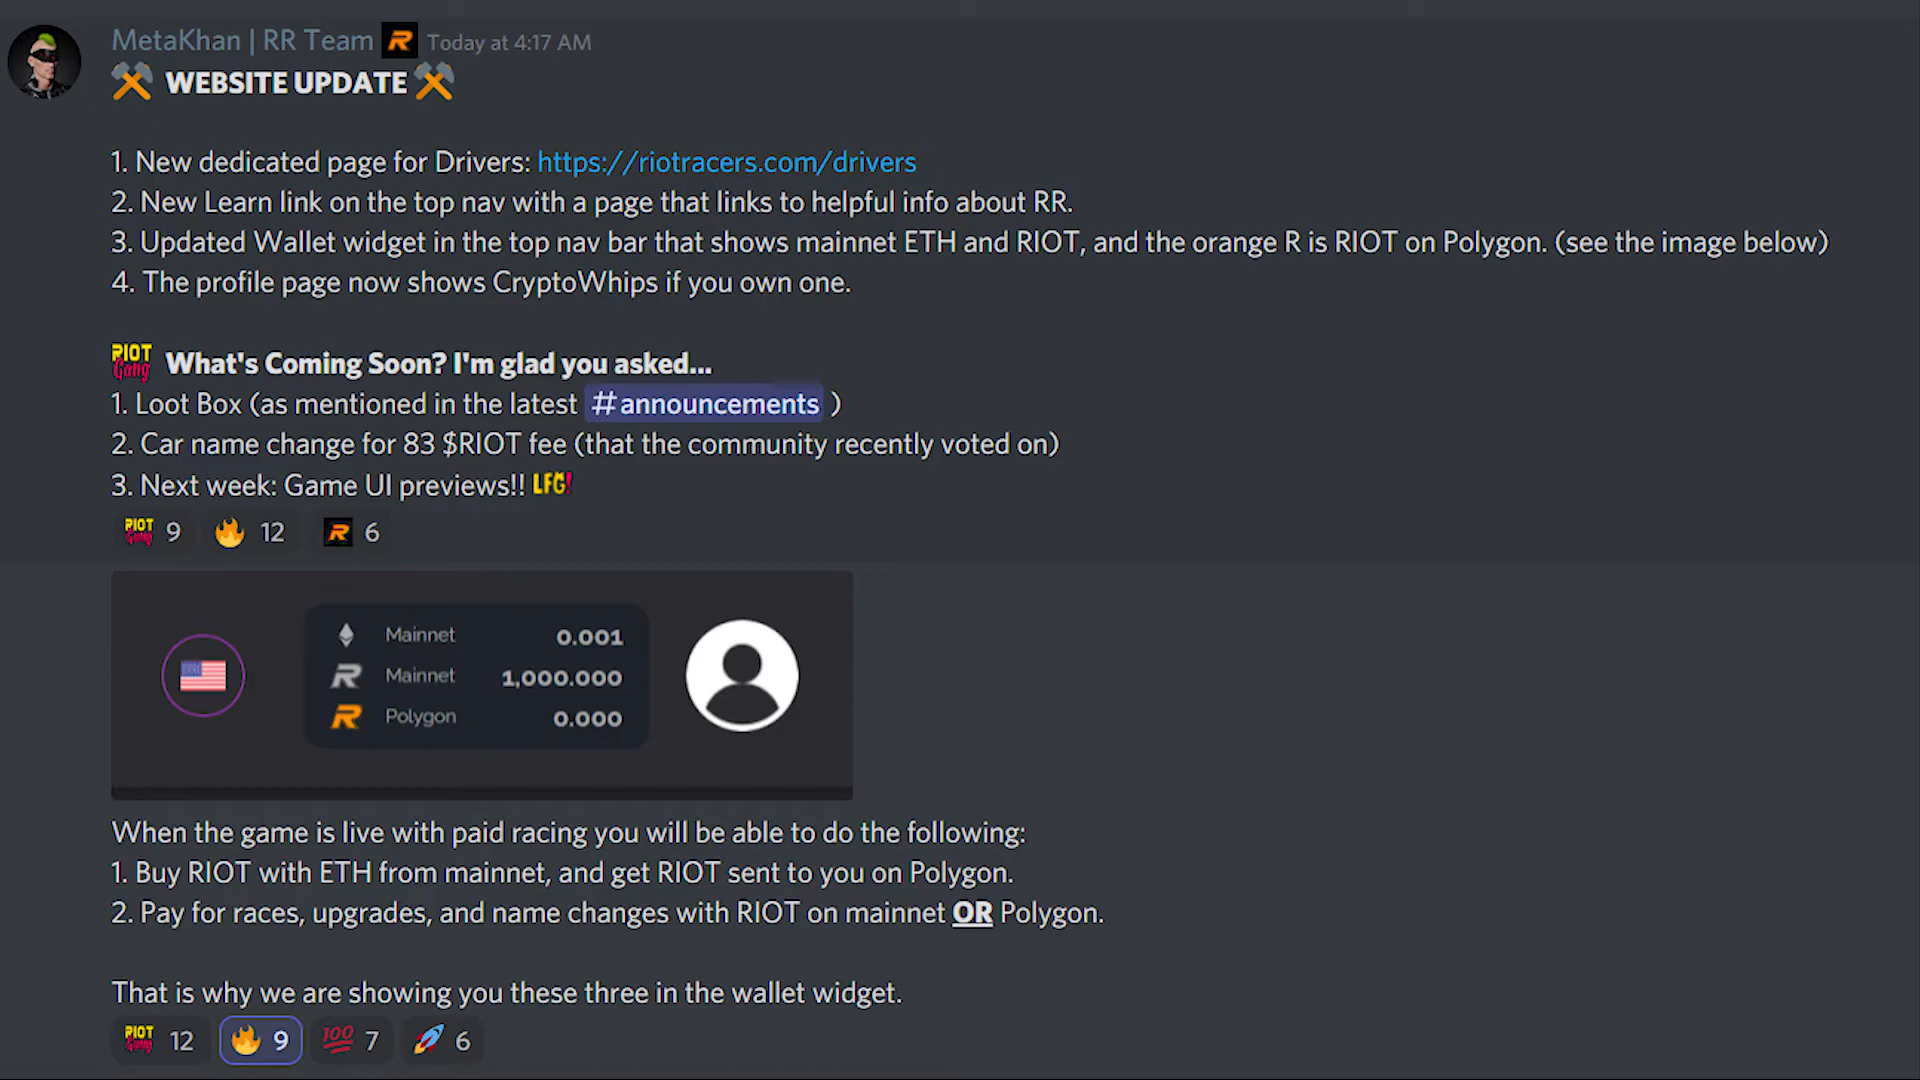 MetaKhan | RR Team R Today at 4:17 AM
WEBSITE UPDATE
1. New dedicated page for Drivers: https://riotracers.com/drivers
2. New Learn link on the top nav with a page that links to helpful info about RR.
3. Updated Wallet widget in the top nav bar that shows mainnet ETH and RIOT, and the orange R is RIOT on Polygon. (see the image below)
4. The profile page now shows CryptoWhips if you own one.
RIOT Gang What's Coming Soon? I'm glad you asked...
1. Loot Box (as mentioned in the latest #announcements )
2. Car name change for 83 $RIOT fee (that the community recently voted on)
3. Next week: Game UI previews!! LFG!
RIOT Gang 9 12 R 6
Mainnet 0.001
R Mainnet 1,000.000
R Polygon 0.000
When the game is live with paid racing you will be able to do the following:
1. Buy RIOT with ETH from mainnet, and get RIOT sent to you on Polygon.
2. Pay for races, upgrades, and name changes with RIOT on mainnet OR Polygon.
That is why we are showing you these three in the wallet widget.
RIOT Gang 12 9 100 7 6